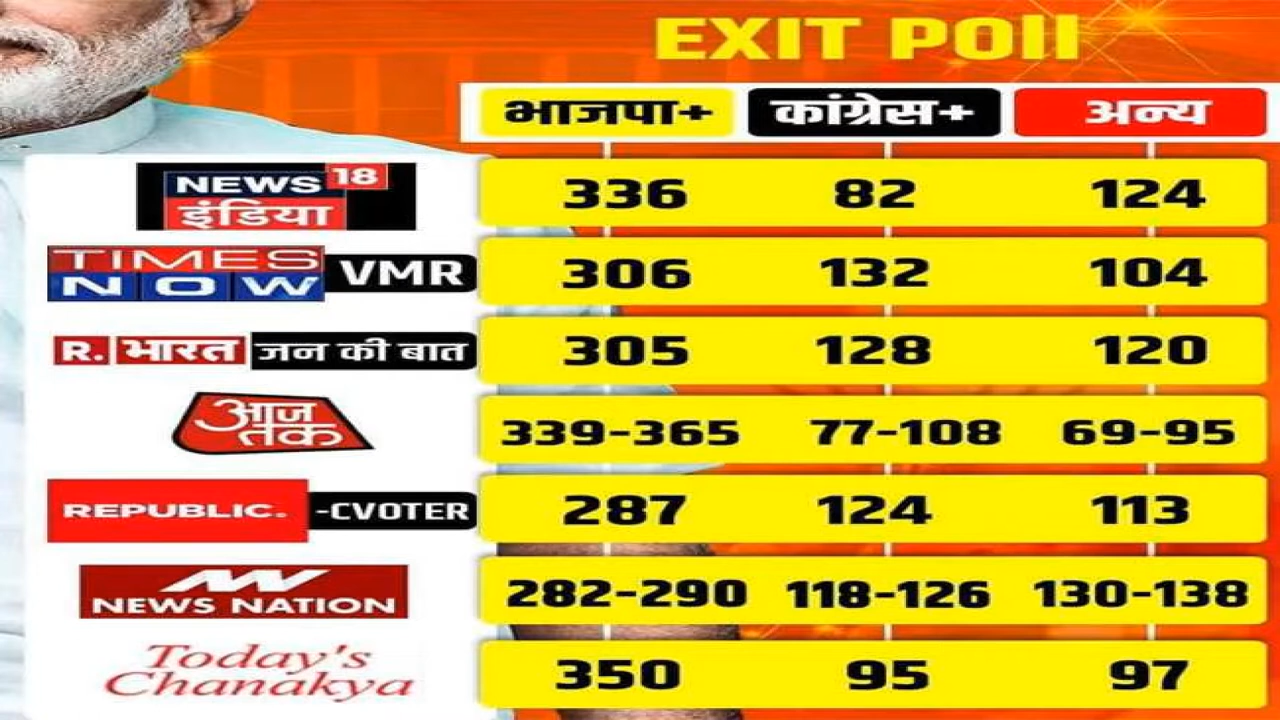 EXIT POll
भाजपा+ कांग्रेस+ अन्य
NEWS 18 इंडिया 336 82 124
TIMES NOW VMR 306 132 104
R. भारत जन की बात 305 128 120
आज तक 339-365 77-108 69-95
REPUBLIC. -CVOTER 287 124 113
NEWS NATION 282-290 118-126 130-138
Today's Chanakya 350 95 97